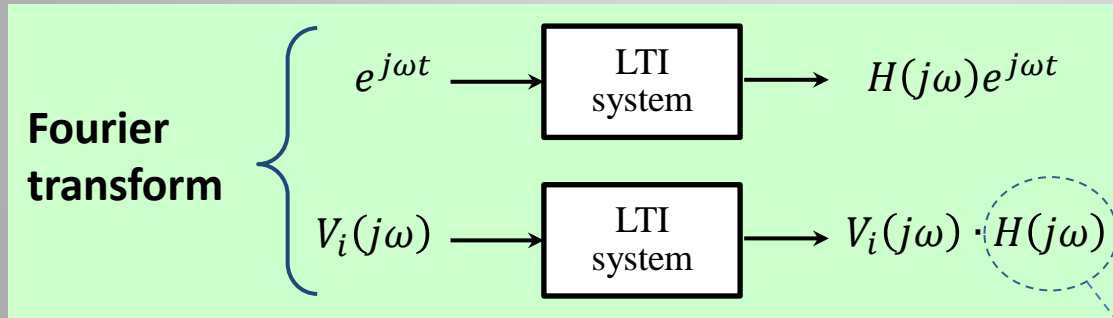 Fourier
transform
e^{jωt}
LTI
system
H(jω)e^{jωt}
V_i(jω)
LTI
system
V_i(jω) · H(jω)